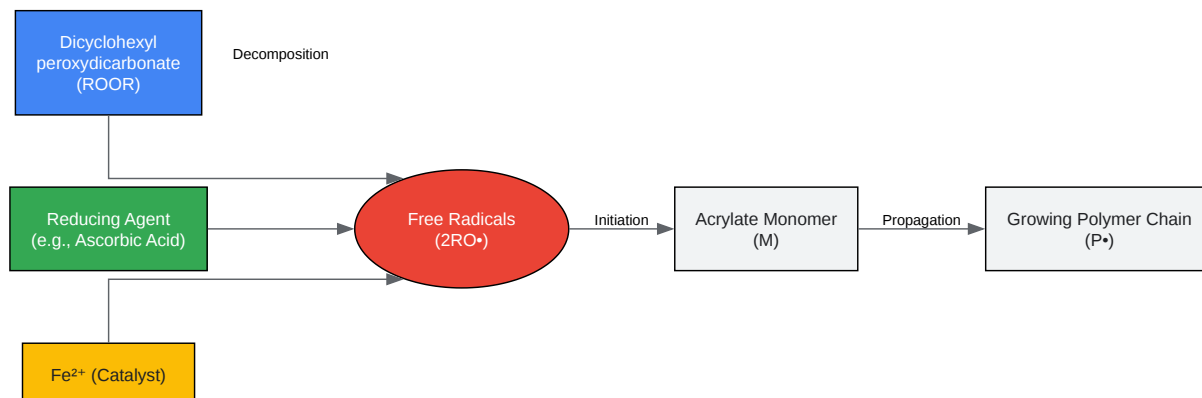 Dicyclohexyl
peroxydicarbonate
(ROOR)
Decomposition
Reducing Agent
(e.g., Ascorbic Acid)
Free Radicals
(2RO•)
Initiation
Acrylate Monomer
(M)
Propagation
Growing Polymer Chain
(P•)
Fe²⁺ (Catalyst)